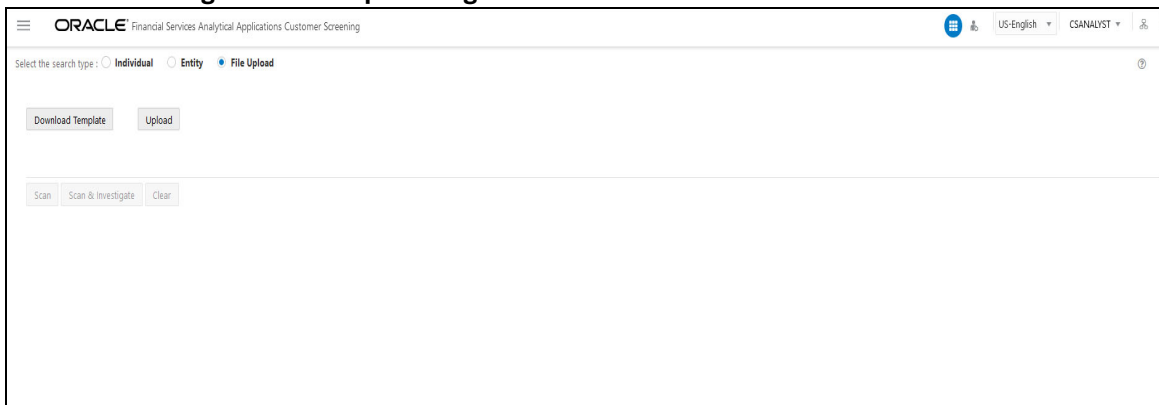 ORACLE® Financial Services Analytical Applications Customer Screening US-English CSANALYST
Select the search type : Individual Entity File Upload
Download Template Upload
Scan Scan & Investigate Clear